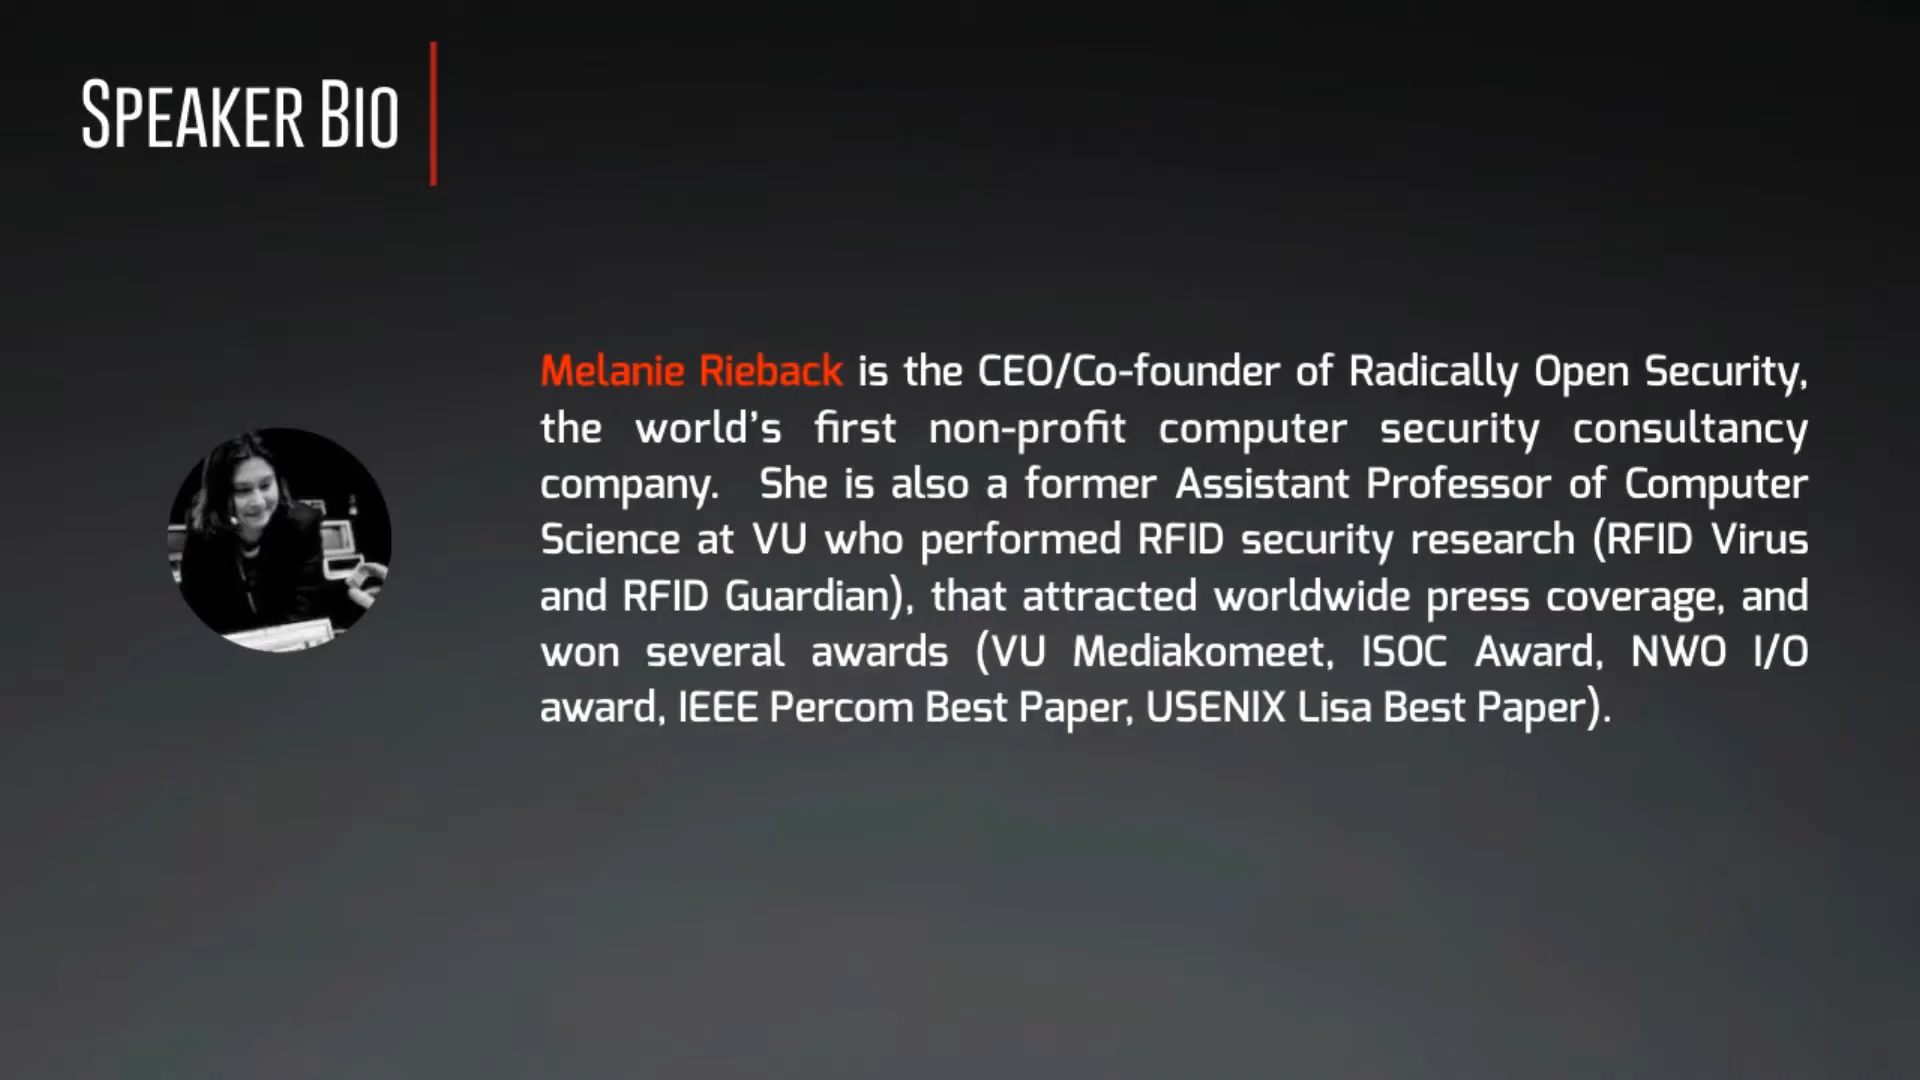 Speaker Bio
Melanie Rieback is the CEO/Co-founder of Radically Open Security,
the world's first non-profit computer security consultancy
company.  She is also a former Assistant Professor of Computer
Science at VU who performed RFID security research (RFID Virus
and RFID Guardian), that attracted worldwide press coverage, and
won several awards (VU Mediakomeet, ISOC Award, NWO I/O
award, IEEE Percom Best Paper, USENIX Lisa Best Paper).